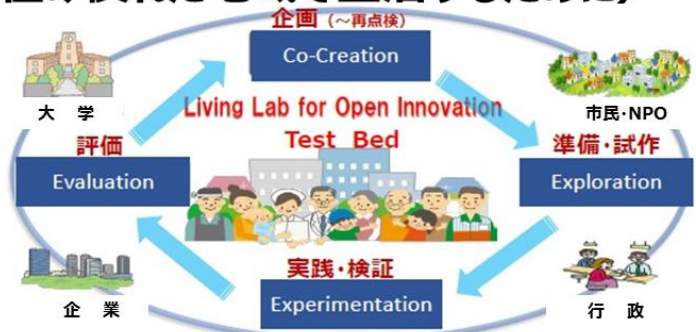 企画 (～再点検)
Co-Creation
大 学
Living Lab for Open Innovation
市民･NPO
Test Bed
評価
準備･試作
Evaluation
Exploration
実践･検証
企 業
Experimentation
行 政